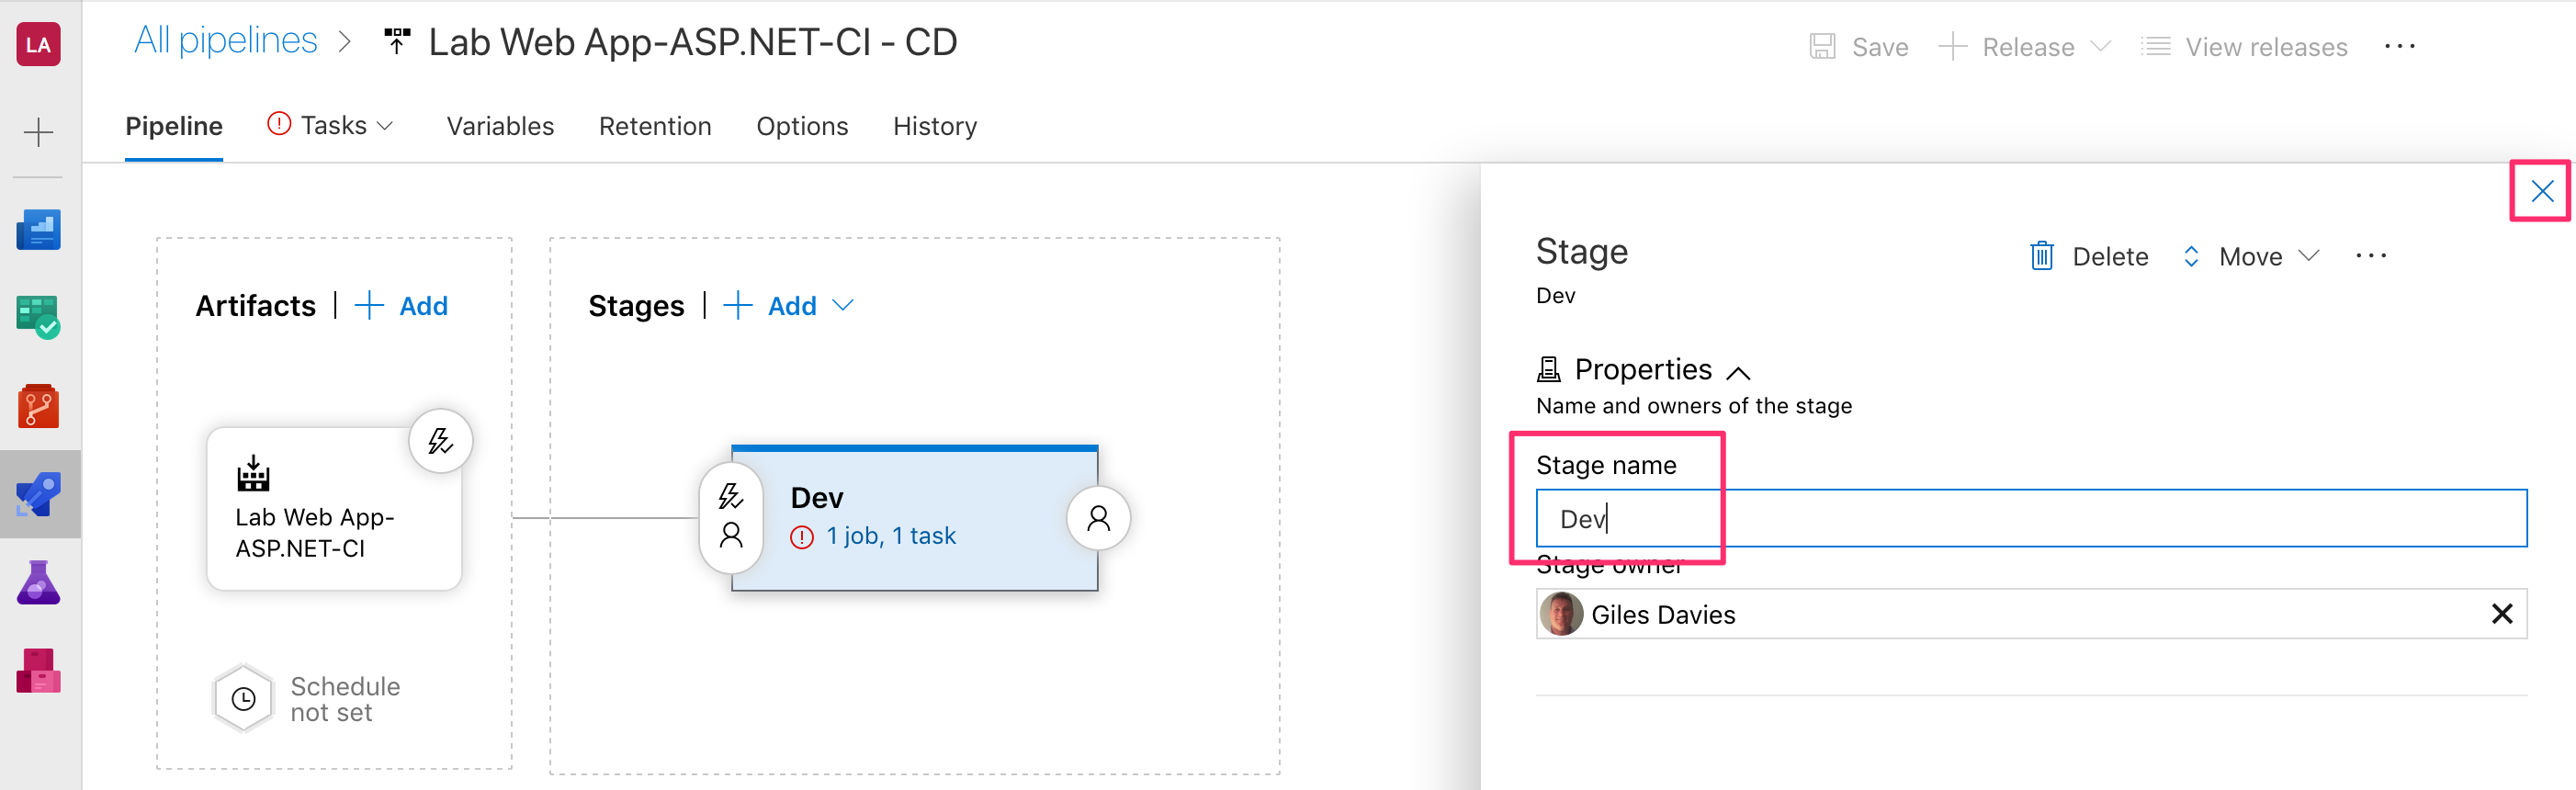 LA
All pipelines > Lab Web App-ASP.NET-CI - CD
Save
Release
View releases
...
Pipeline
Tasks
Variables
Retention
Options
History
Artifacts | + Add
Stages | + Add
Lab Web App-
ASP.NET-CI
Schedule
not set
Dev
1 job, 1 task
Stage
Delete
Move
...
Dev
Properties
Name and owners of the stage
Stage name
Dev
Stage owner
Giles Davies